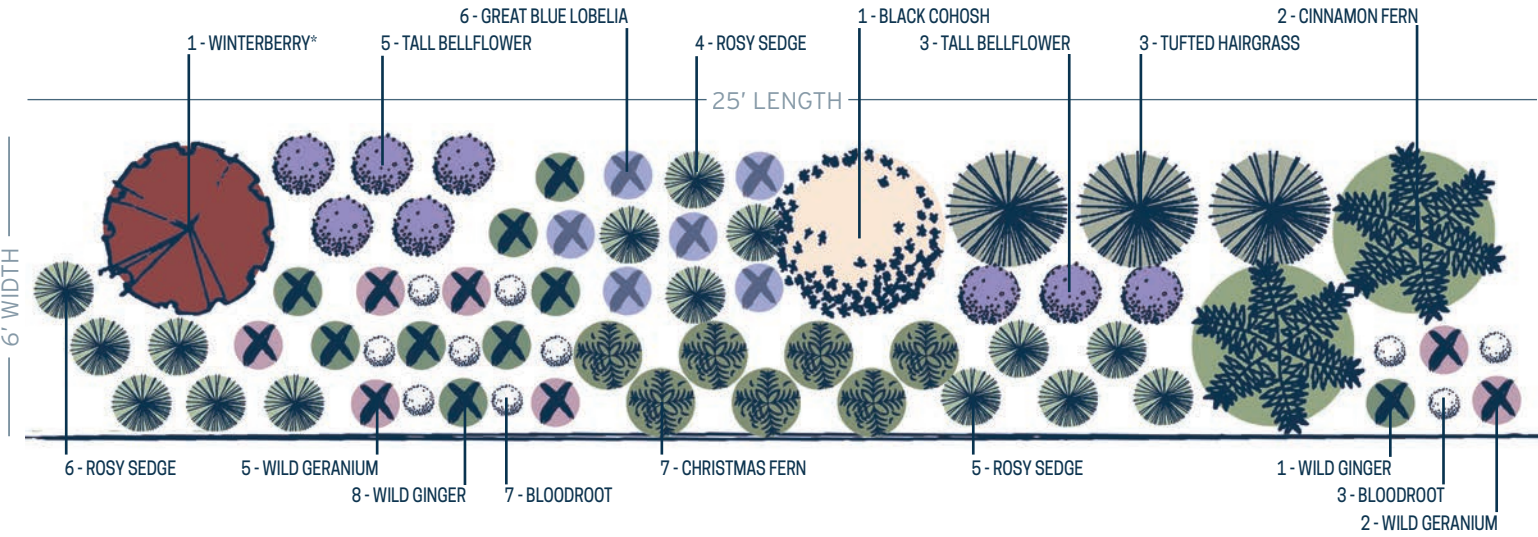 6 - GREAT BLUE LOBELIA
1 - BLACK COHOSH
2 - CINNAMON FERN
1 - WINTERBERRY*
5 - TALL BELLFLOWER
4 - ROSY SEDGE
3 - TALL BELLFLOWER
3 - TUFTED HAIRGRASS
25' LENGTH
6' WIDTH
6 - ROSY SEDGE
5 - WILD GERANIUM
7 - CHRISTMAS FERN
5 - ROSY SEDGE
1 - WILD GINGER
8 - WILD GINGER
7 - BLOODROOT
3 - BLOODROOT
2 - WILD GERANIUM